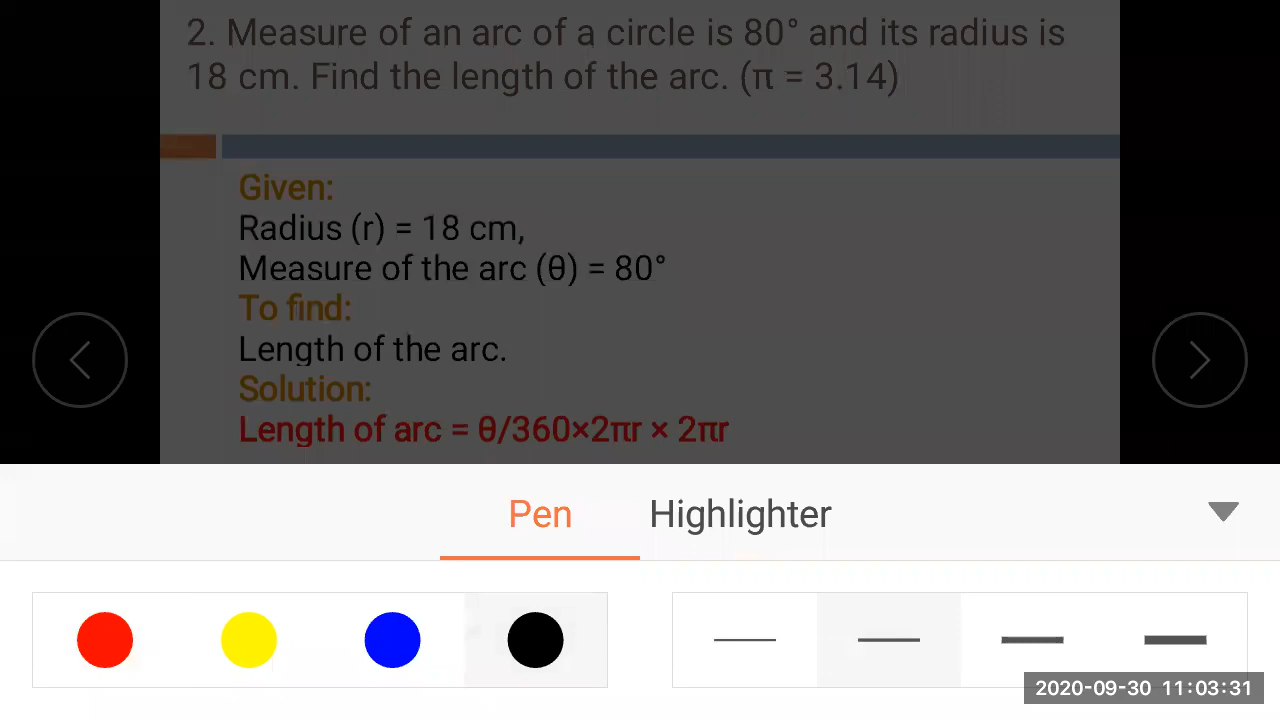 2. Measure of an arc of a circle is 80° and its radius is
18 cm. Find the length of the arc. (π = 3.14)
Given:
Radius (r) = 18 cm,
Measure of the arc (θ) = 80°
To find:
Length of the arc.
Solution:
Length of arc = θ/360×2πr × 2πr
Pen Highlighter
2020-09-30 11:03:31